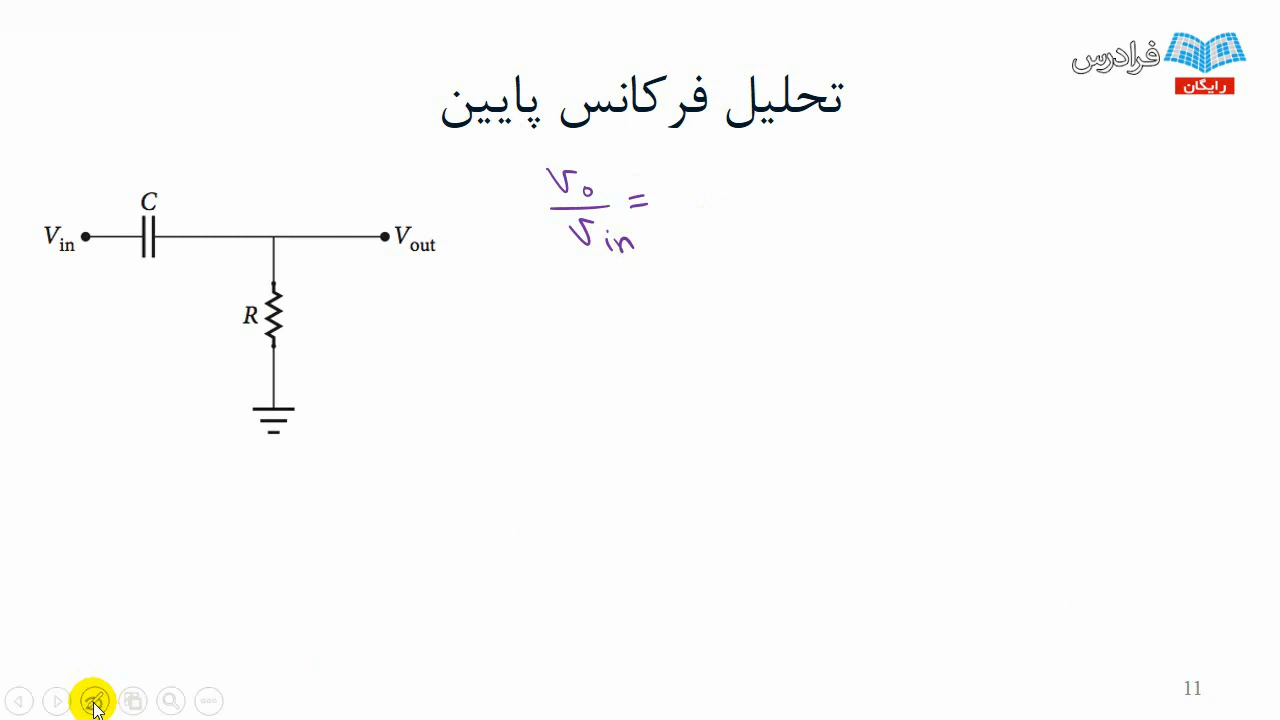 فرادرس
رایگان
تحلیل فرکانس پایین
C
Vin
Vout
R
Vo
Vin
=
11